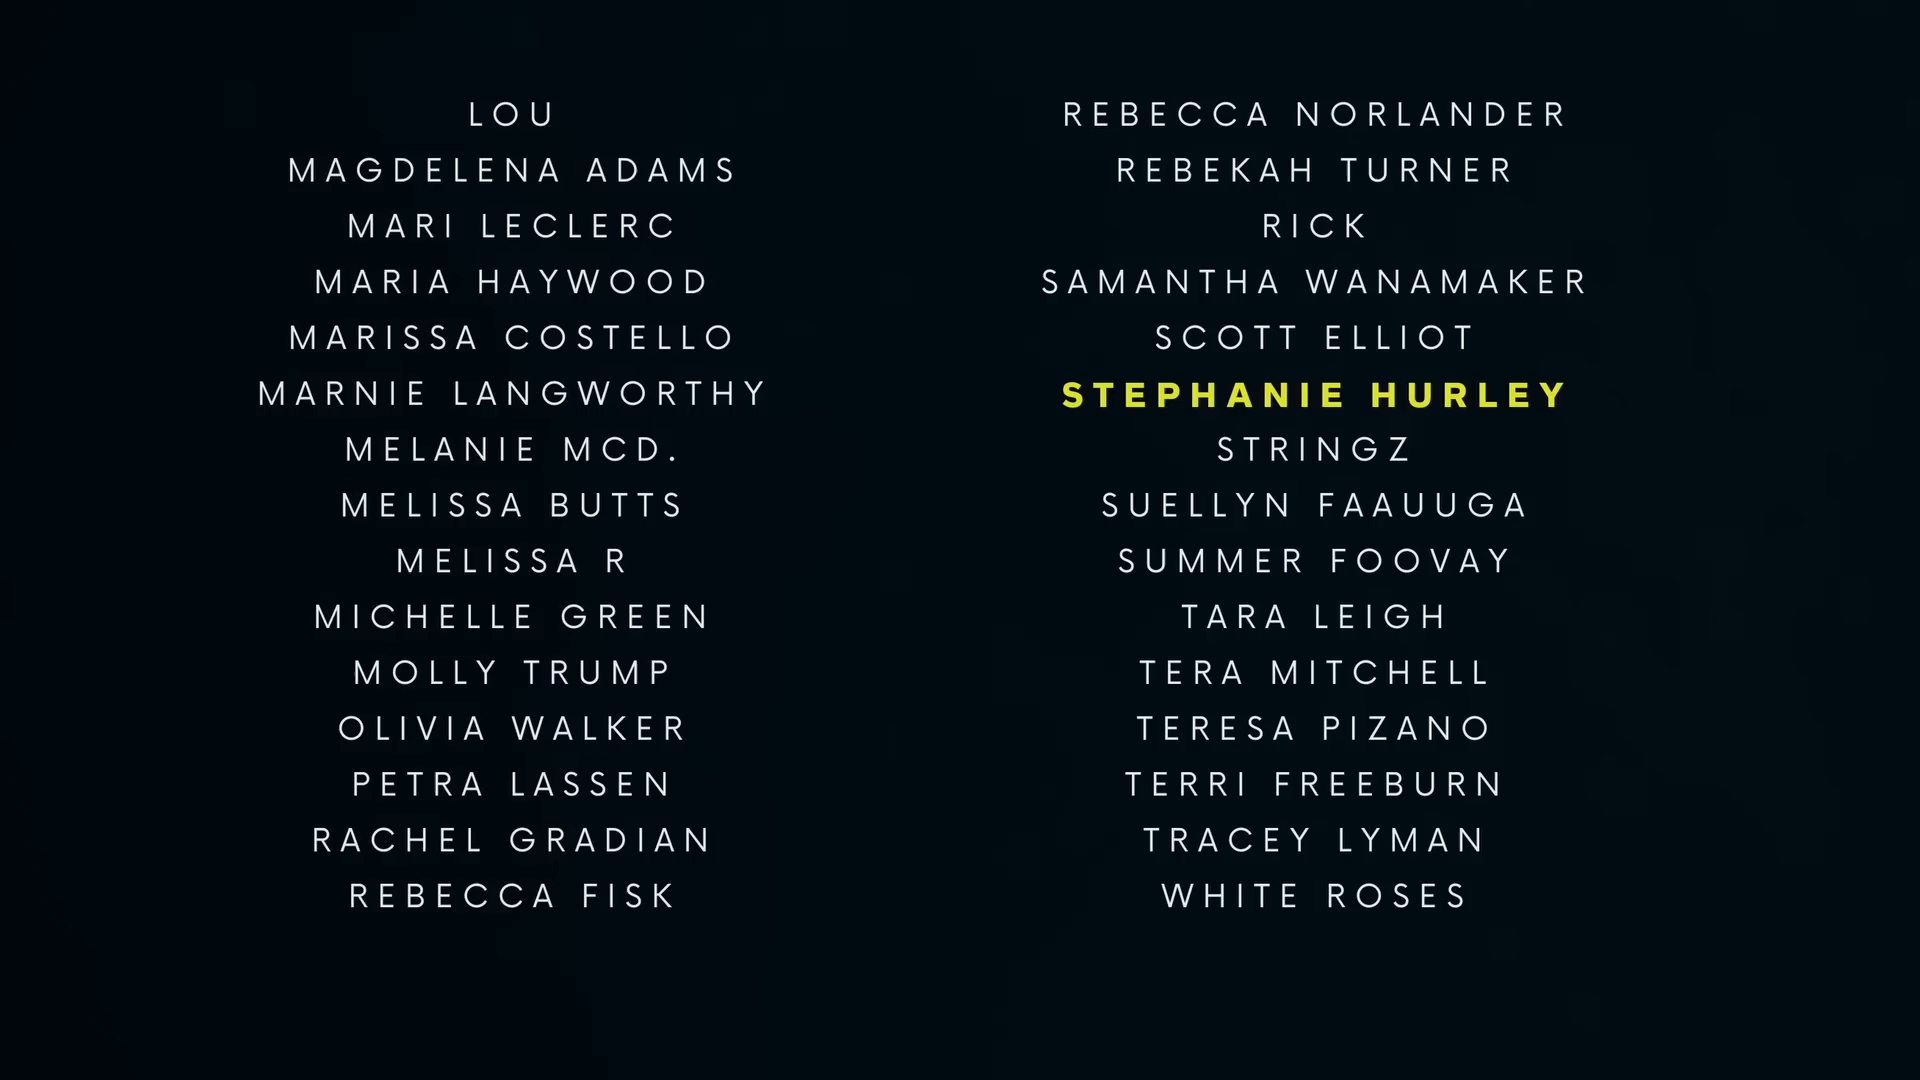 LOU
MAGDELENA ADAMS
MARI LECLERC
MARIA HAYWOOD
MARISSA COSTELLO
MARNIE LANGWORTHY
MELANIE MCD.
MELISSA BUTTS
MELISSA R
MICHELLE GREEN
MOLLY TRUMP
OLIVIA WALKER
PETRA LASSEN
RACHEL GRADIAN
REBECCA FISK
REBECCA NORLANDER
REBEKAH TURNER
RICK
SAMANTHA WANAMAKER
SCOTT ELLIOT
STEPHANIE HURLEY
STRINGZ
SUELLYN FAAUUGA
SUMMER FOOVAY
TARA LEIGH
TERA MITCHELL
TERESA PIZANO
TERRI FREEBURN
TRACEY LYMAN
WHITE ROSES